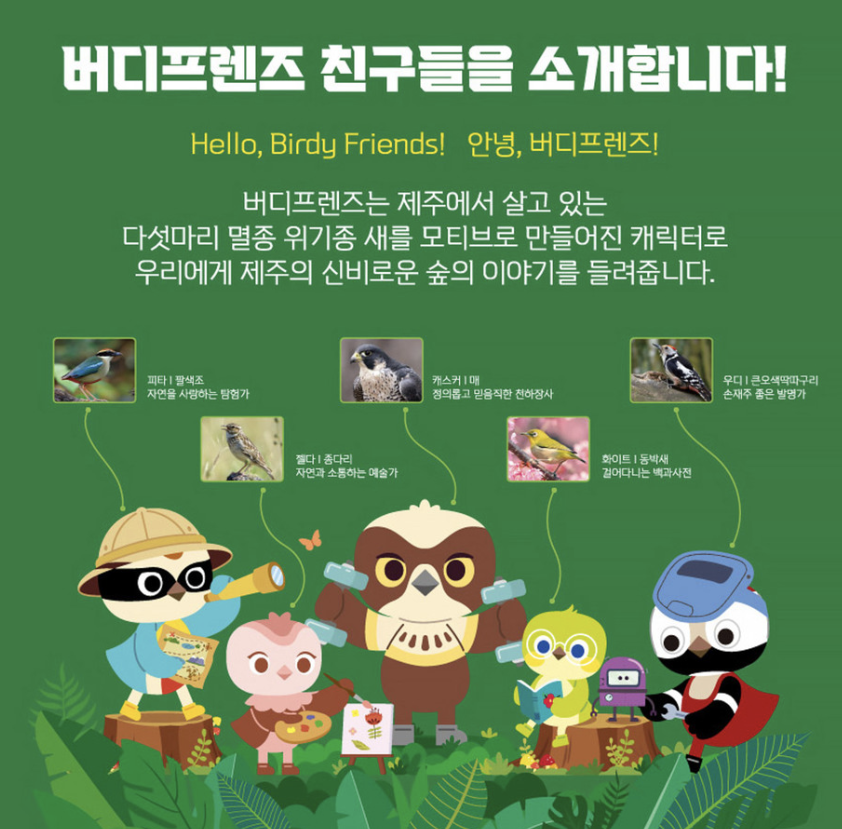 버디프렌즈 친구들을 소개합니다!
Hello, Birdy Friends! 안녕, 버디프렌즈!
버디프렌즈는 제주에서 살고 있는
다섯마리 멸종 위기종 새를 모티브로 만들어진 캐릭터로
우리에게 제주의 신비로운 숲의 이야기를 들려줍니다.
피타 | 팔색조
자연을 사랑하는 탐험가
캐스커 | 매
정의롭고 믿음직한 천하장사
우디 | 큰오색딱따구리
손재주 좋은 발명가
젤다 | 종다리
자연과 소통하는 예술가
화이트 | 동박새
걸어다니는 백과사전